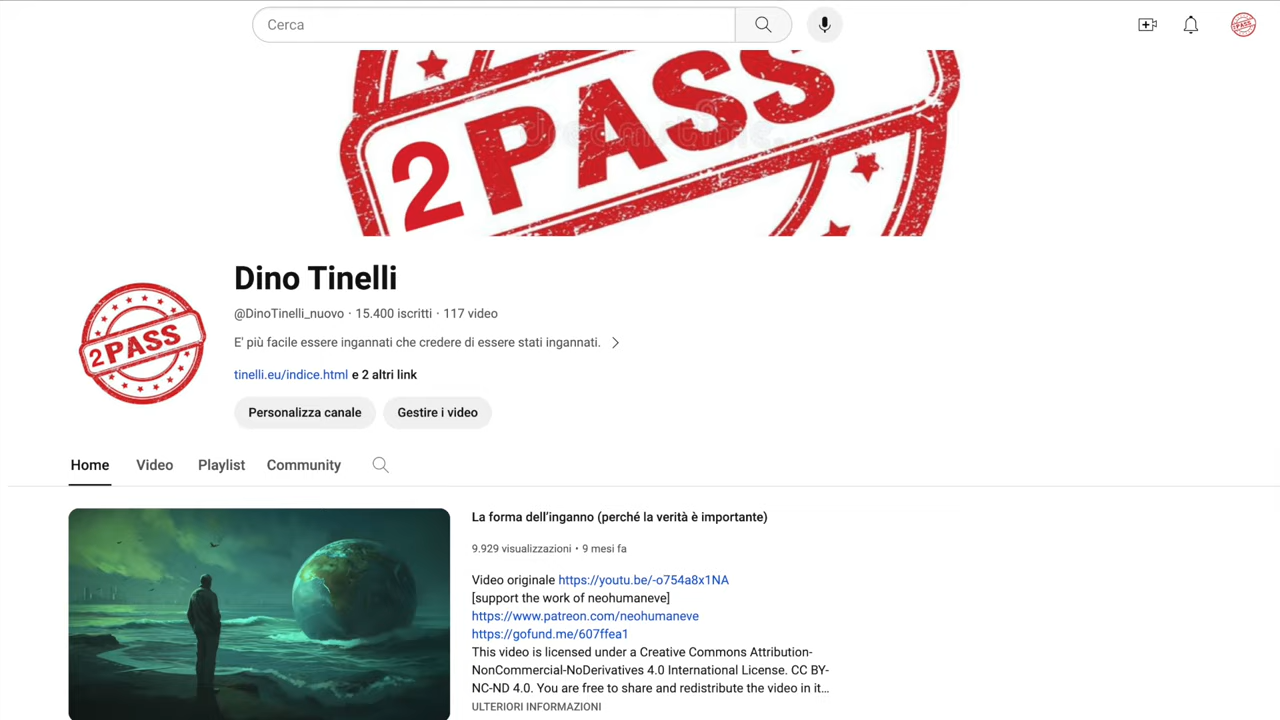 Cerca
2PASS
2PASS
dreamstime.
2PASS
Dino Tinelli
@DinoTinelli_nuovo · 15.400 iscritti · 117 video
E' più facile essere ingannati che credere di essere stati ingannati.
tinelli.eu/indice.html e 2 altri link
2PASS
Personalizza canale Gestire i video
Home Video Playlist Community
La forma dell'inganno (perché la verità è importante)
9.929 visualizzazioni • 9 mesi fa
Video originale https://youtu.be/-o754a8x1NA
[support the work of neohumaneve]
https://www.patreon.com/neohumaneve
https://gofund.me/607ffea1
This video is licensed under a Creative Commons Attribution-
NonCommercial-NoDerivatives 4.0 International License. CC BY-
NC-ND 4.0. You are free to share and redistribute the video in it…
ULTERIORI INFORMAZIONI